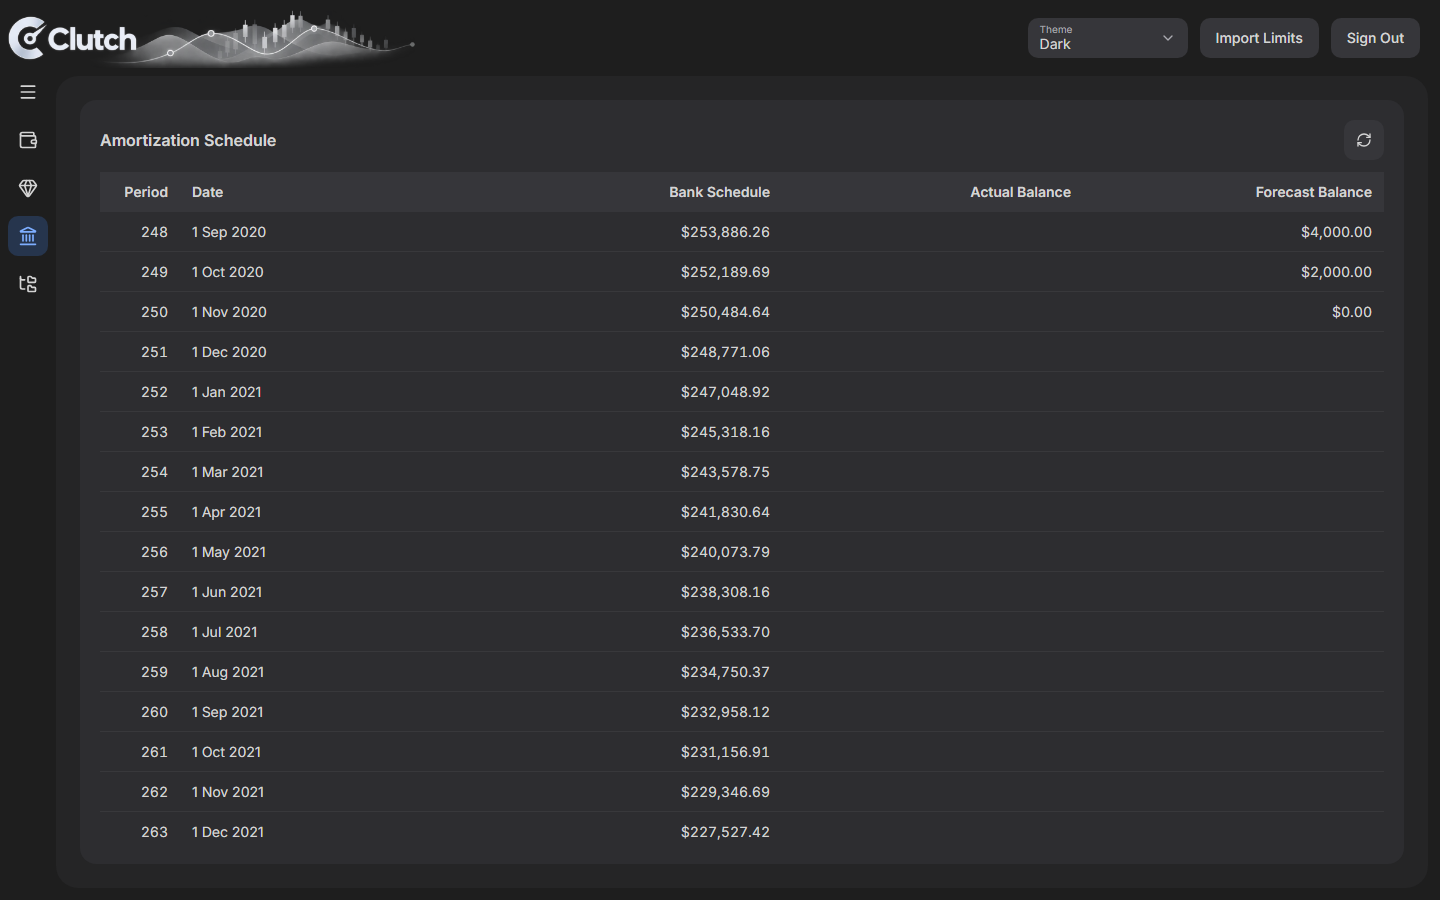 Clutch
Theme
Dark
Import Limits
Sign Out
Amortization Schedule
Period Date Bank Schedule Actual Balance Forecast Balance
248 1 Sep 2020 $253,886.26 $4,000.00
249 1 Oct 2020 $252,189.69 $2,000.00
250 1 Nov 2020 $250,484.64 $0.00
251 1 Dec 2020 $248,771.06
252 1 Jan 2021 $247,048.92
253 1 Feb 2021 $245,318.16
254 1 Mar 2021 $243,578.75
255 1 Apr 2021 $241,830.64
256 1 May 2021 $240,073.79
257 1 Jun 2021 $238,308.16
258 1 Jul 2021 $236,533.70
259 1 Aug 2021 $234,750.37
260 1 Sep 2021 $232,958.12
261 1 Oct 2021 $231,156.91
262 1 Nov 2021 $229,346.69
263 1 Dec 2021 $227,527.42